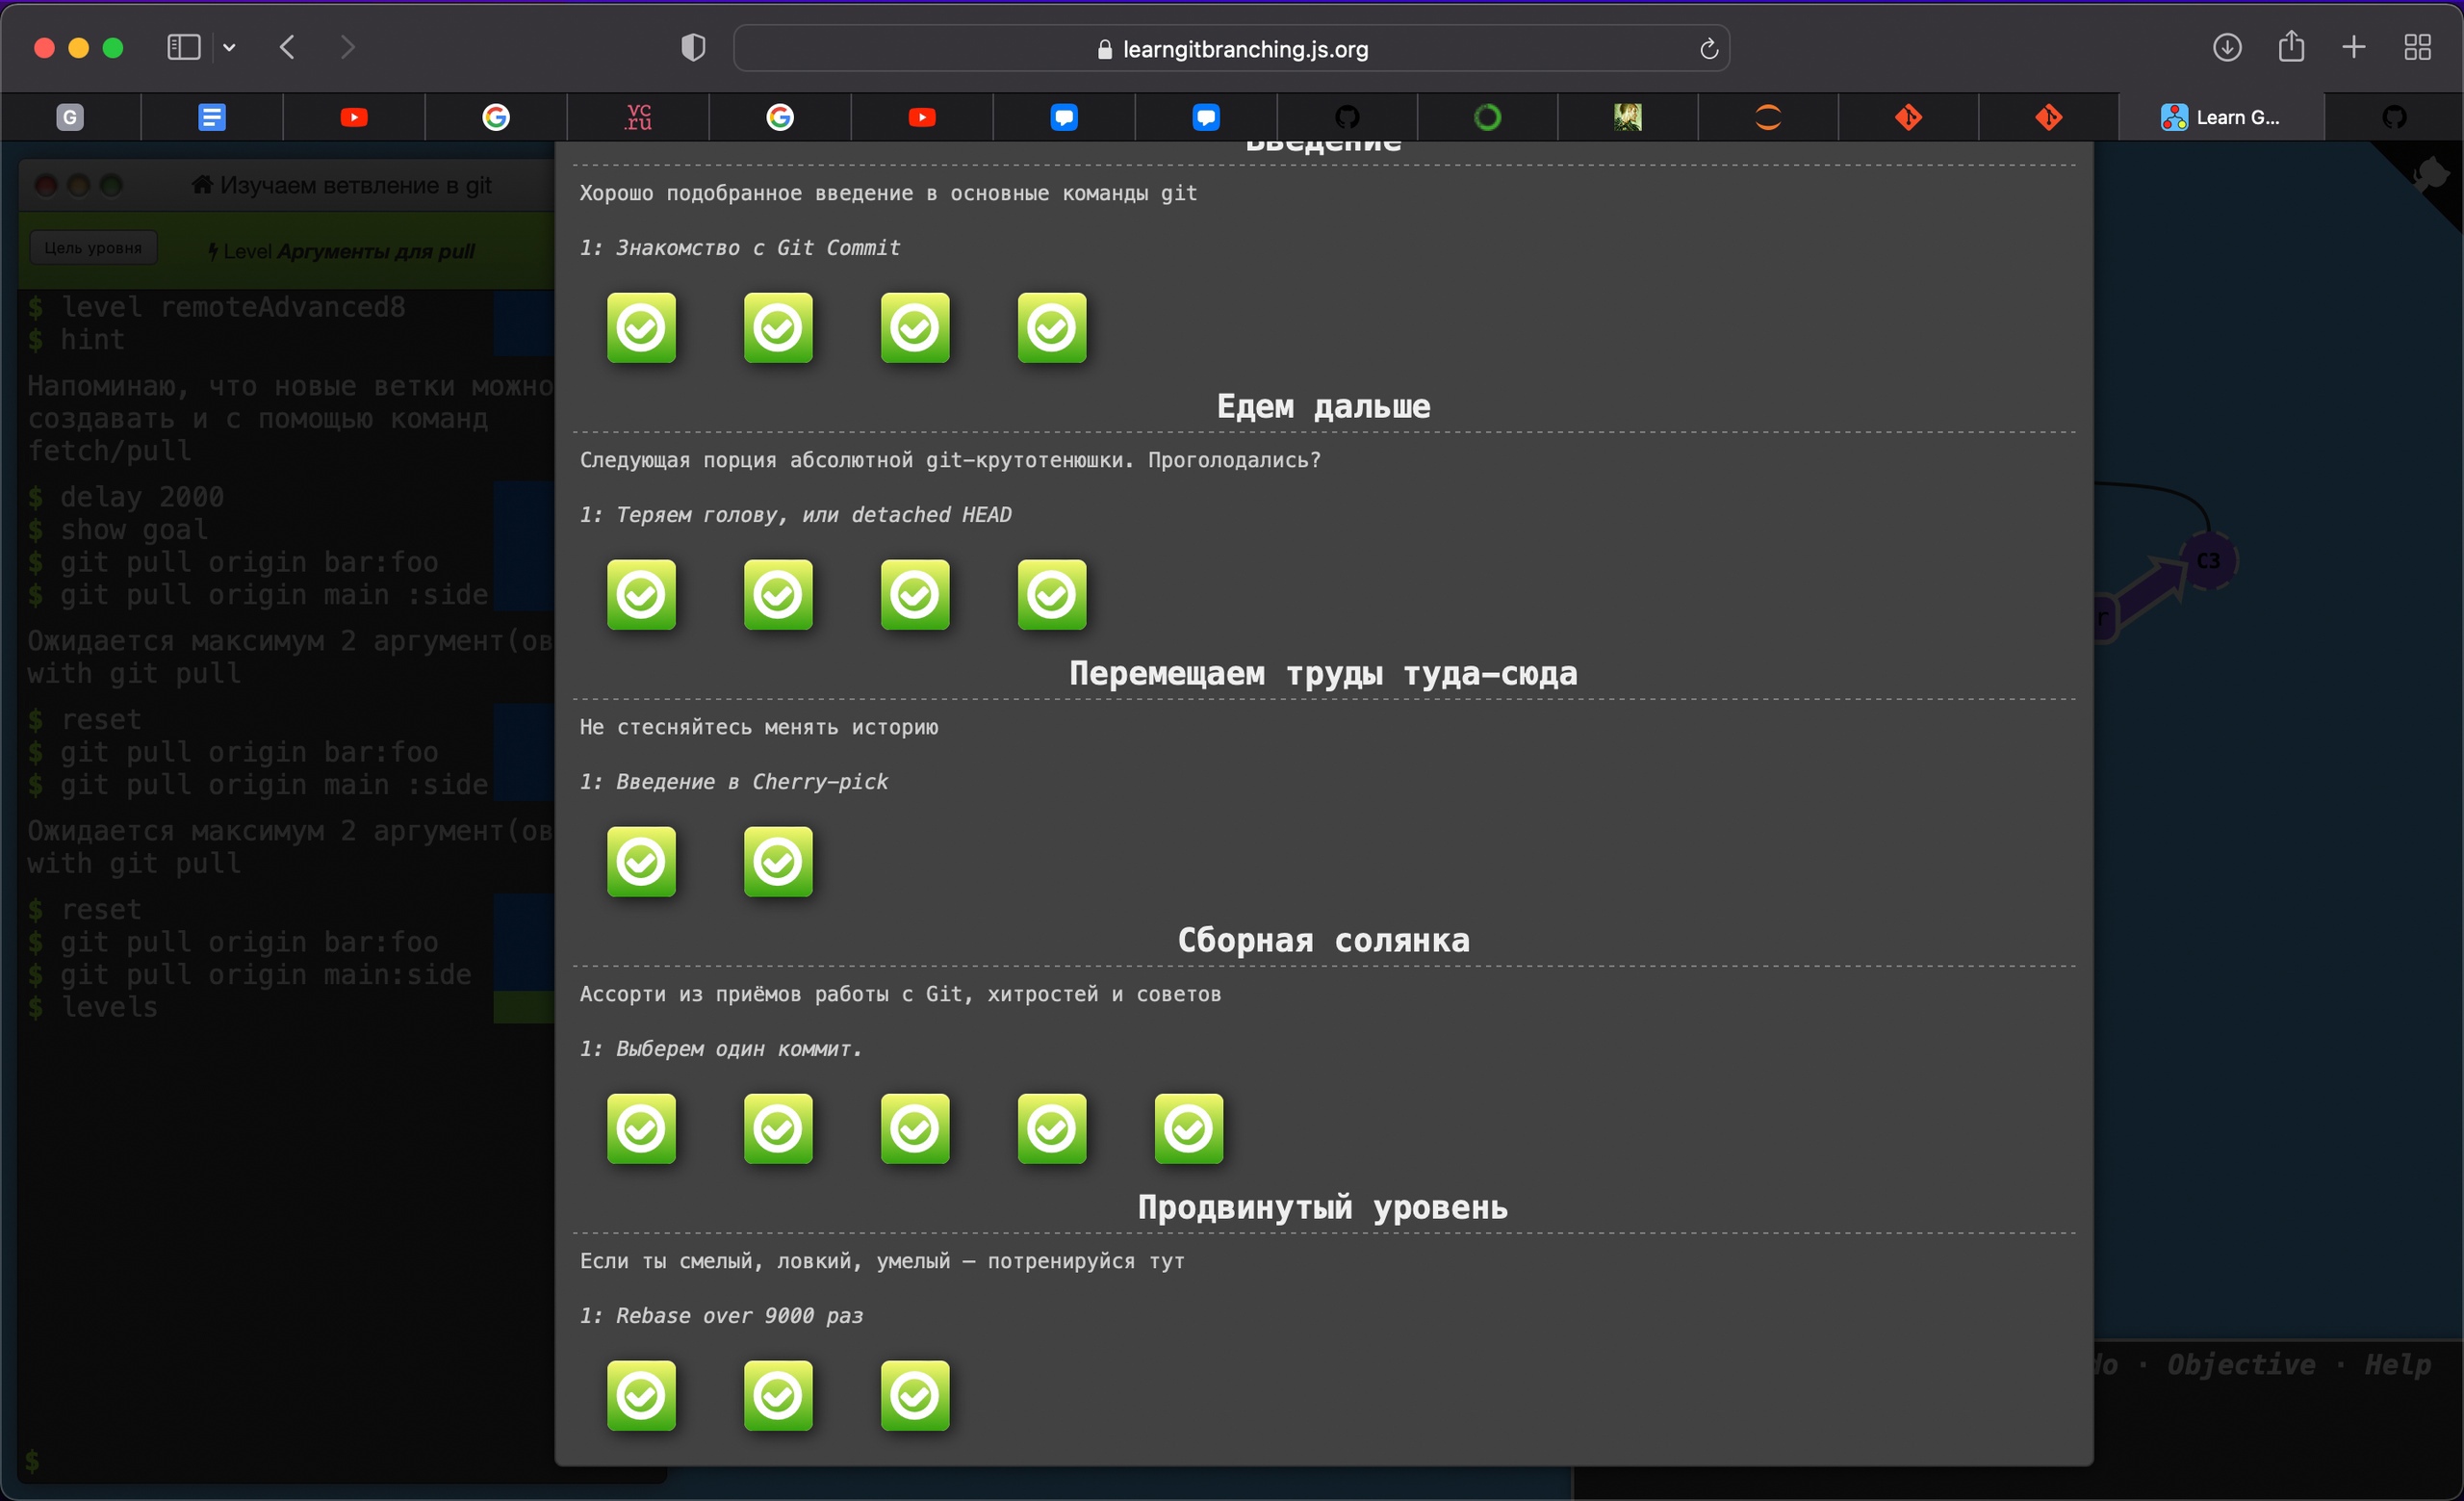 learngitbranching.js.org
G
vc
.ru
Learn G...
Изучаем ветвление в git
Цель уровня
Level Аргументы для pull
$ level remoteAdvanced8
$ hint
Напоминаю, что новые ветки можно
создавать и с помощью команд
fetch/pull
$ delay 2000
$ show goal
$ git pull origin bar:foo
$ git pull origin main :side
Ожидается максимум 2 аргумент(ов
with git pull
$ reset
$ git pull origin bar:foo
$ git pull origin main :side
Ожидается максимум 2 аргумент(ов
with git pull
$ reset
$ git pull origin bar:foo
$ git pull origin main:side
$ levels
$
Введение
Хорошо подобранное введение в основные команды git
1: Знакомство с Git Commit
Едем дальше
Следующая порция абсолютной git-крутотенюшки. Проголодались?
1: Теряем голову, или detached HEAD
Перемещаем труды туда-сюда
Не стесняйтесь менять историю
1: Введение в Cherry-pick
Сборная солянка
Ассорти из приёмов работы с Git, хитростей и советов
1: Выберем один коммит.
Продвинутый уровень
Если ты смелый, ловкий, умелый — потренируйся тут
1: Rebase over 9000 раз
C3
r
do · Objective · Help